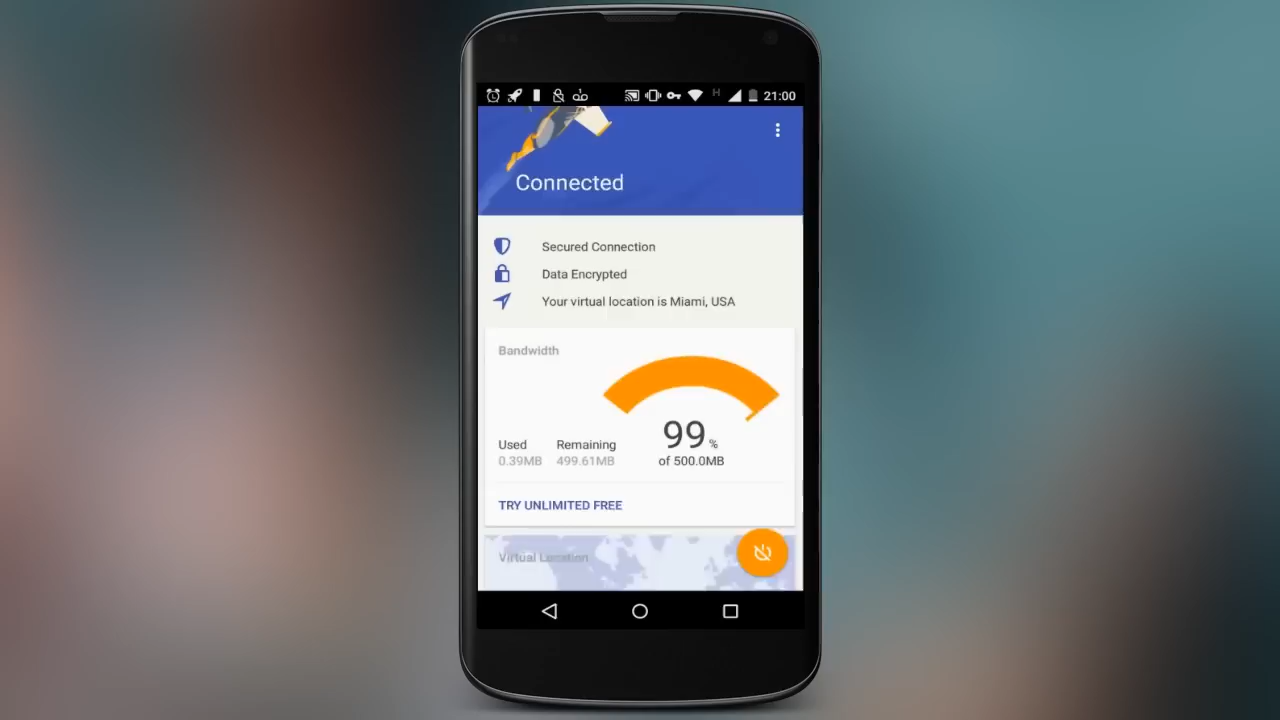 H 21:00
Connected
Secured Connection
Data Encrypted
Your virtual location is Miami, USA
Bandwidth
99 %
Used Remaining
0.39MB 499.61MB of 500.0MB
TRY UNLIMITED FREE
Virtual Location